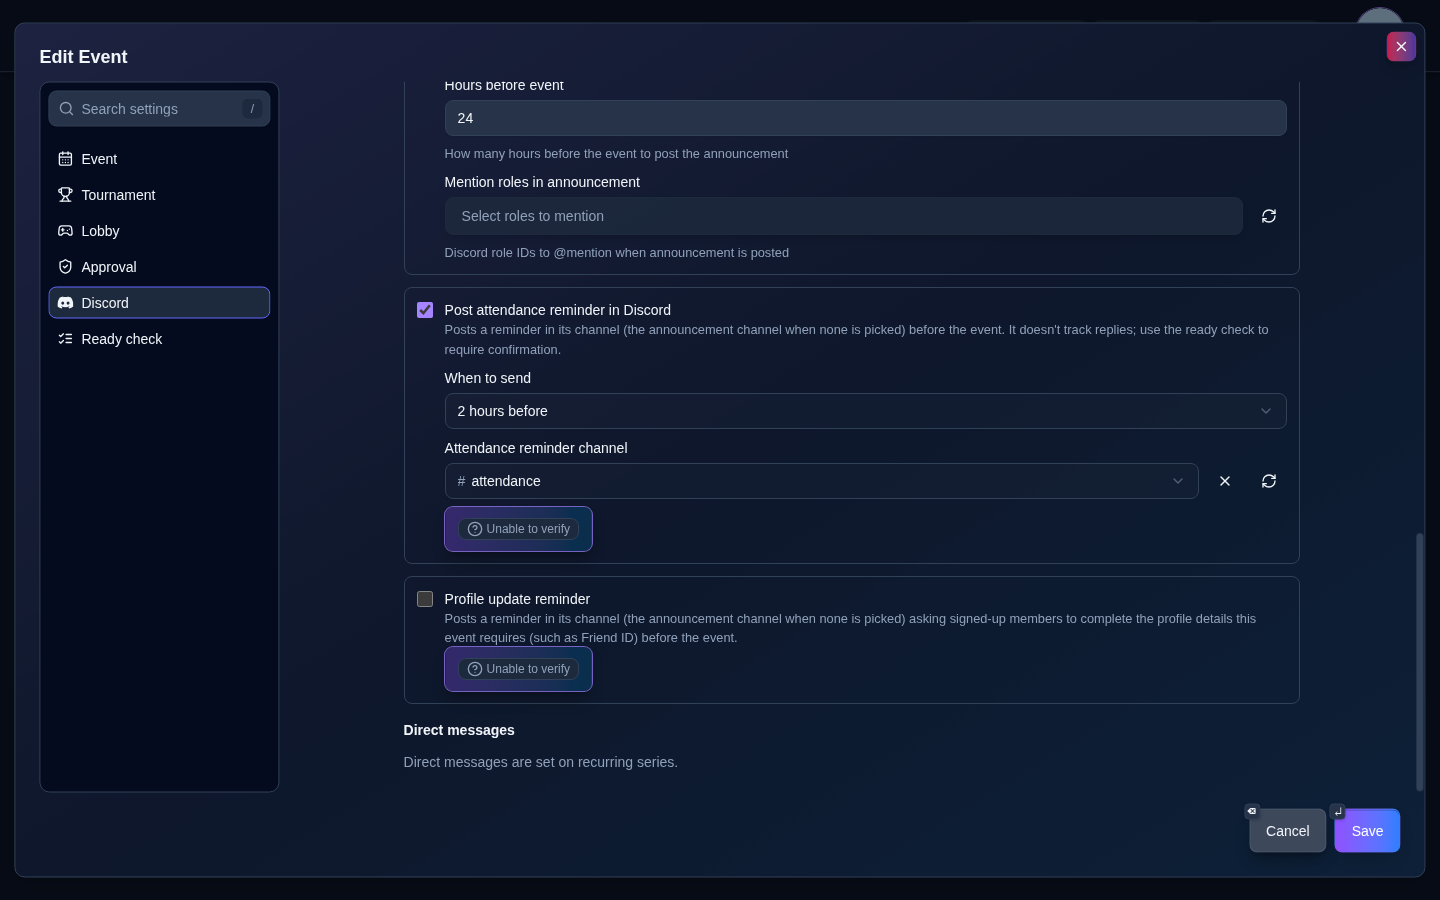 Edit Event
Search settings
/
Event
Tournament
Lobby
Approval
Discord
Ready check
Hours before event
24
How many hours before the event to post the announcement
Mention roles in announcement
Select roles to mention
Discord role IDs to @mention when announcement is posted
Post attendance reminder in Discord
Posts a reminder in its channel (the announcement channel when none is picked) before the event. It doesn't track replies; use the ready check to
require confirmation.
When to send
2 hours before
Attendance reminder channel
# attendance
Unable to verify
Profile update reminder
Posts a reminder in its channel (the announcement channel when none is picked) asking signed-up members to complete the profile details this
event requires (such as Friend ID) before the event.
Unable to verify
Direct messages
Direct messages are set on recurring series.
Cancel
Save